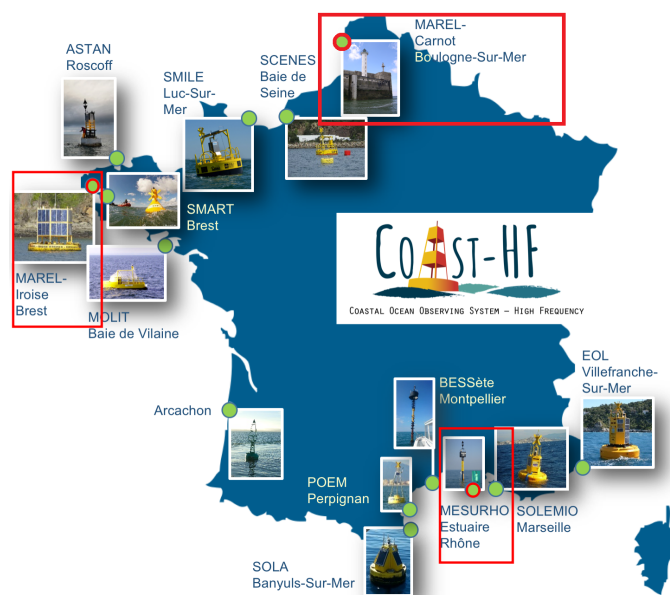 MAREL-
Carnot
Boulogne-Sur-Mer
ASTAN
Roscoff
SCENES
Baie de
Seine
SMILE
Luc-Sur-
Mer
SMART
Brest
MAREL-
Iroise
Brest
MOLIT
Baie de Vilaine
COAST-HF
COASTAL OCEAN OBSERVING SYSTEM – HIGH FREQUENCY
EOL
Villefranche-
Sur-Mer
BESSète
Montpellier
Arcachon
POEM
Perpignan
MESURHO
Estuaire
Rhône
SOLEMIO
Marseille
SOLA
Banyuls-Sur-Mer